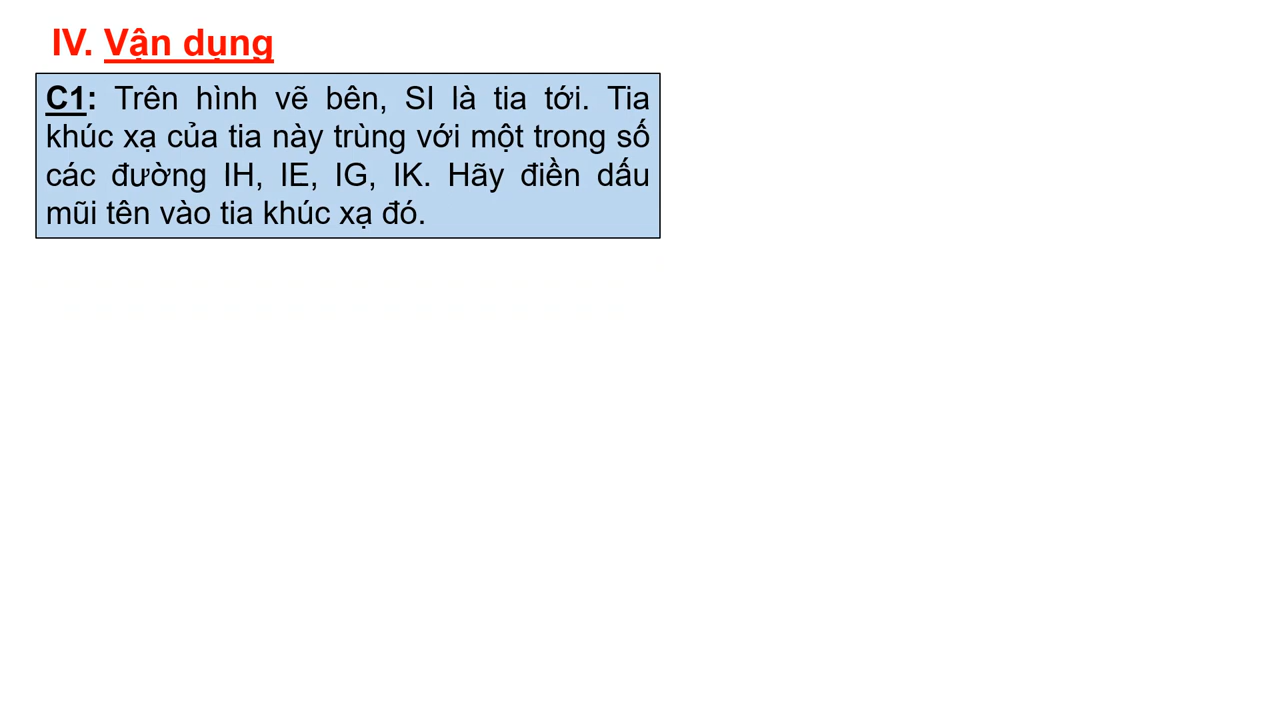 IV. Vận dụng
C1: Trên hình vẽ bên, SI là tia tới. Tia
khúc xạ của tia này trùng với một trong số
các đường IH, IE, IG, IK. Hãy điền dấu
mũi tên vào tia khúc xạ đó.